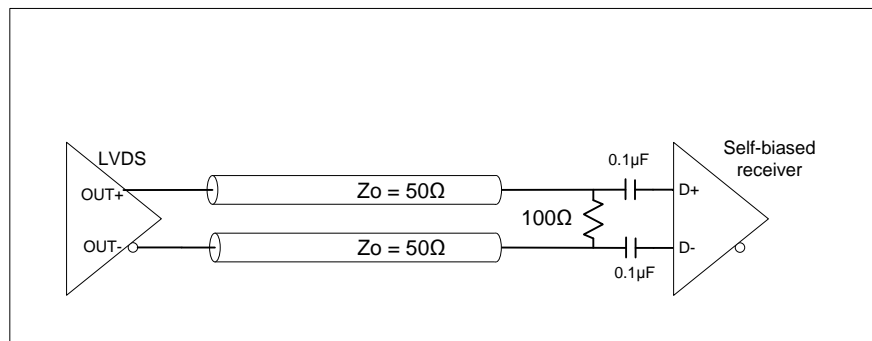 LVDS
OUT+
OUT-
Zo = 50Ω
Zo = 50Ω
100Ω
0.1µF
0.1µF
Self-biased
receiver
D+
D-